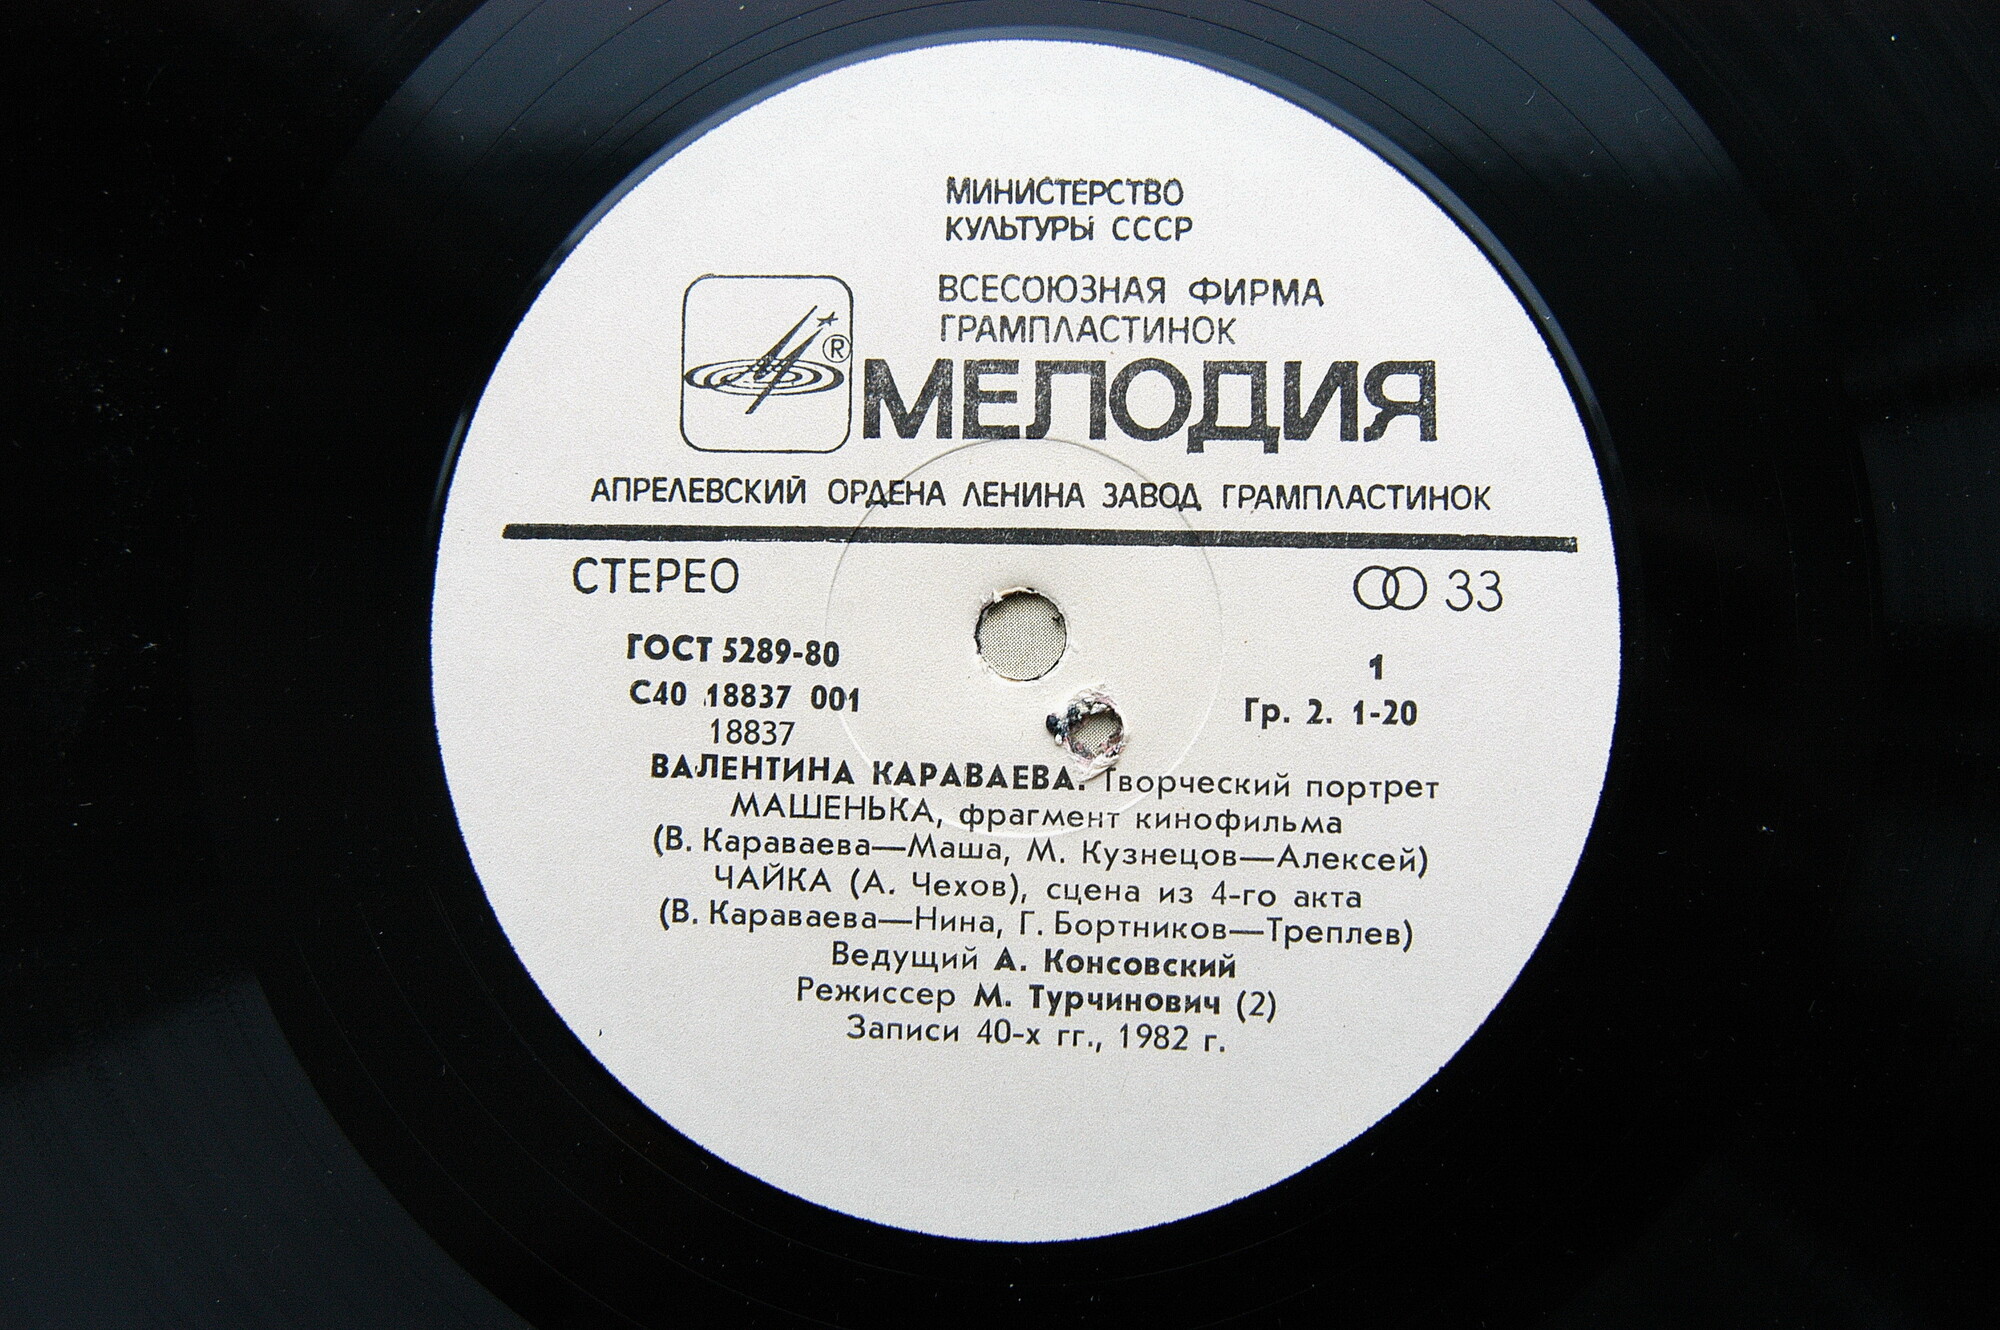 МИНИСТЕРСТВО
КУЛЬТУРЫ СССР
ВСЕСОЮЗНАЯ ФИРМА
ГРАМПЛАСТИНОК
®
МЕЛОДИЯ
АПРЕЛЕВСКИЙ ОРДЕНА ЛЕНИНА ЗАВОД ГРАМПЛАСТИНОК
СТЕРЕО
33
ГОСТ 5289-80
1
С40 18837 001
Гр. 2. 1-20
18837
ВАЛЕНТИНА КАРАВАЕВА. Творческий портрет
МАШЕНЬКА, фрагмент кинофильма
(В. Караваева—Маша, М. Кузнецов—Алексей)
ЧАЙКА (А. Чехов), сцена из 4-го акта
(В. Караваева—Нина, Г. Бортников—Треплев)
Ведущий А. Консовский
Режиссер М. Турчинович (2)
Записи 40-х гг., 1982 г.